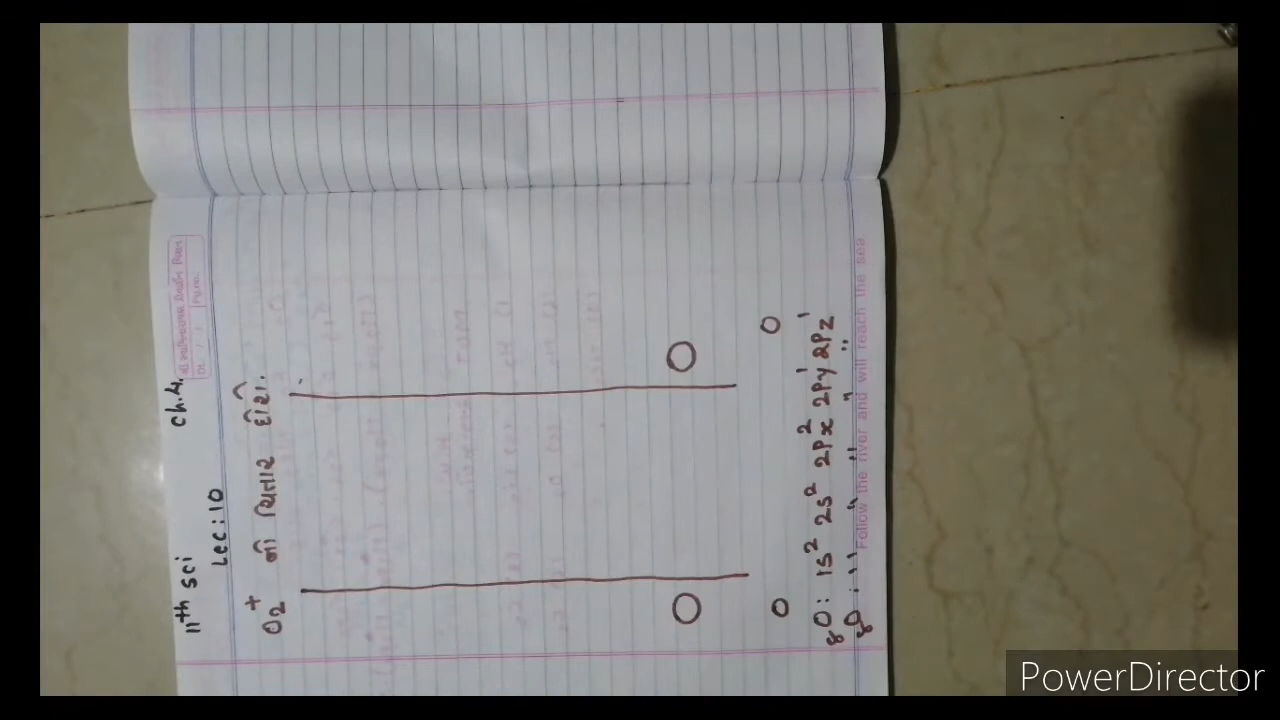 11th sci ch.4.
Lec:10
O2+ નો ચિતાર દોરો.
O O
O O
8O: 1s² 2s² 2Px² 2Py¹ 2Pz¹
8O: '' '' '' '' ''
Follow the river and will reach the sea
PowerDirector